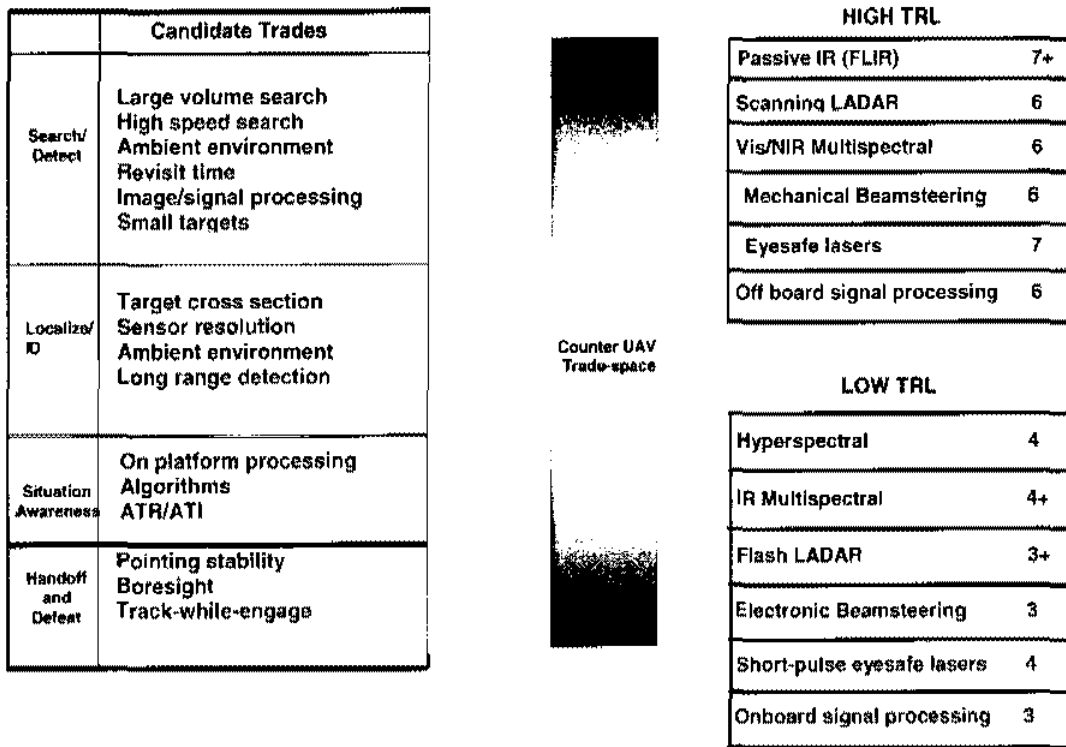 Candidate Trades
Search/
Detect
Large volume search
High speed search
Ambient environment
Revisit time
Image/signal processing
Small targets
Localize/
ID
Target cross section
Sensor resolution
Ambient environment
Long range detection
Situation
Awareness
On platform processing
Algorithms
ATR/ATI
Handoff
and
Defeat
Pointing stability
Boresight
Track-while-engage
Counter UAV
Trade-space
HIGH TRL
Passive IR (FLIR) 7+
Scanning LADAR 6
Vis/NIR Multispectral 6
Mechanical Beamsteering 6
Eyesafe lasers 7
Off board signal processing 6
LOW TRL
Hyperspectral 4
IR Multispectral 4+
Flash LADAR 3+
Electronic Beamsteering 3
Short-pulse eyesafe lasers 4
Onboard signal processing 3